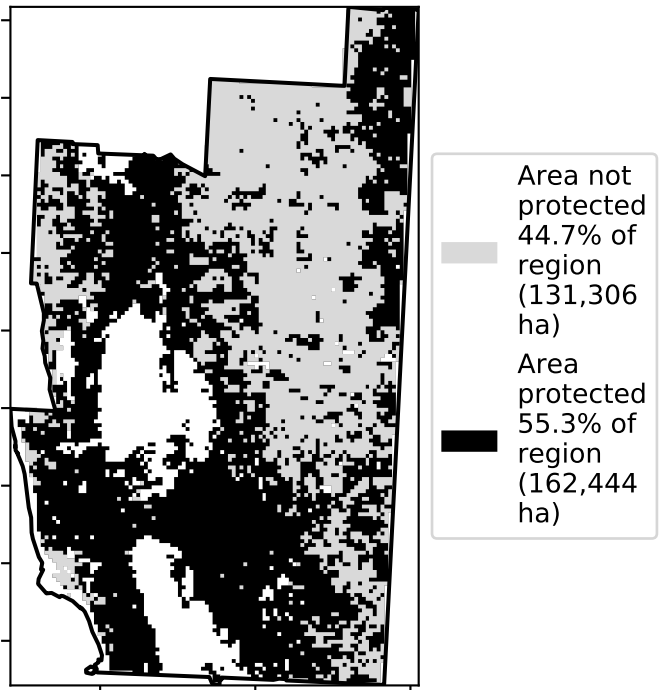 Area not
protected
44.7% of
region
(131,306
ha)
Area
protected
55.3% of
region
(162,444
ha)